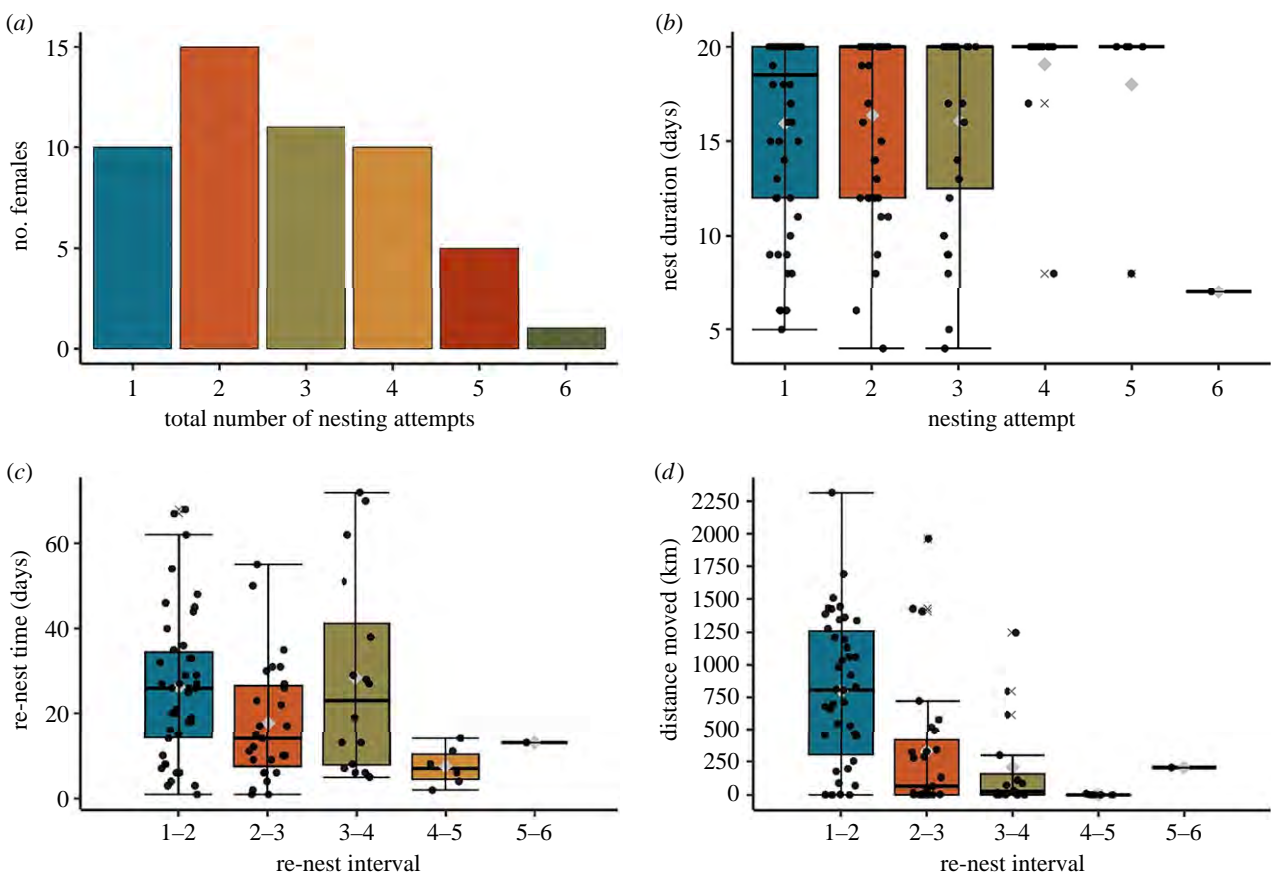 (a)
no. females
15
10
5
0
1 2 3 4 5 6
total number of nesting attempts
(b)
nest duration (days)
20
15
10
5
1 2 3 4 5 6
nesting attempt
(c)
re-nest time (days)
60
40
20
0
1–2 2–3 3–4 4–5 5–6
re-nest interval
(d)
distance moved (km)
2250
2000
1750
1500
1250
1000
750
500
250
0
1–2 2–3 3–4 4–5 5–6
re-nest interval